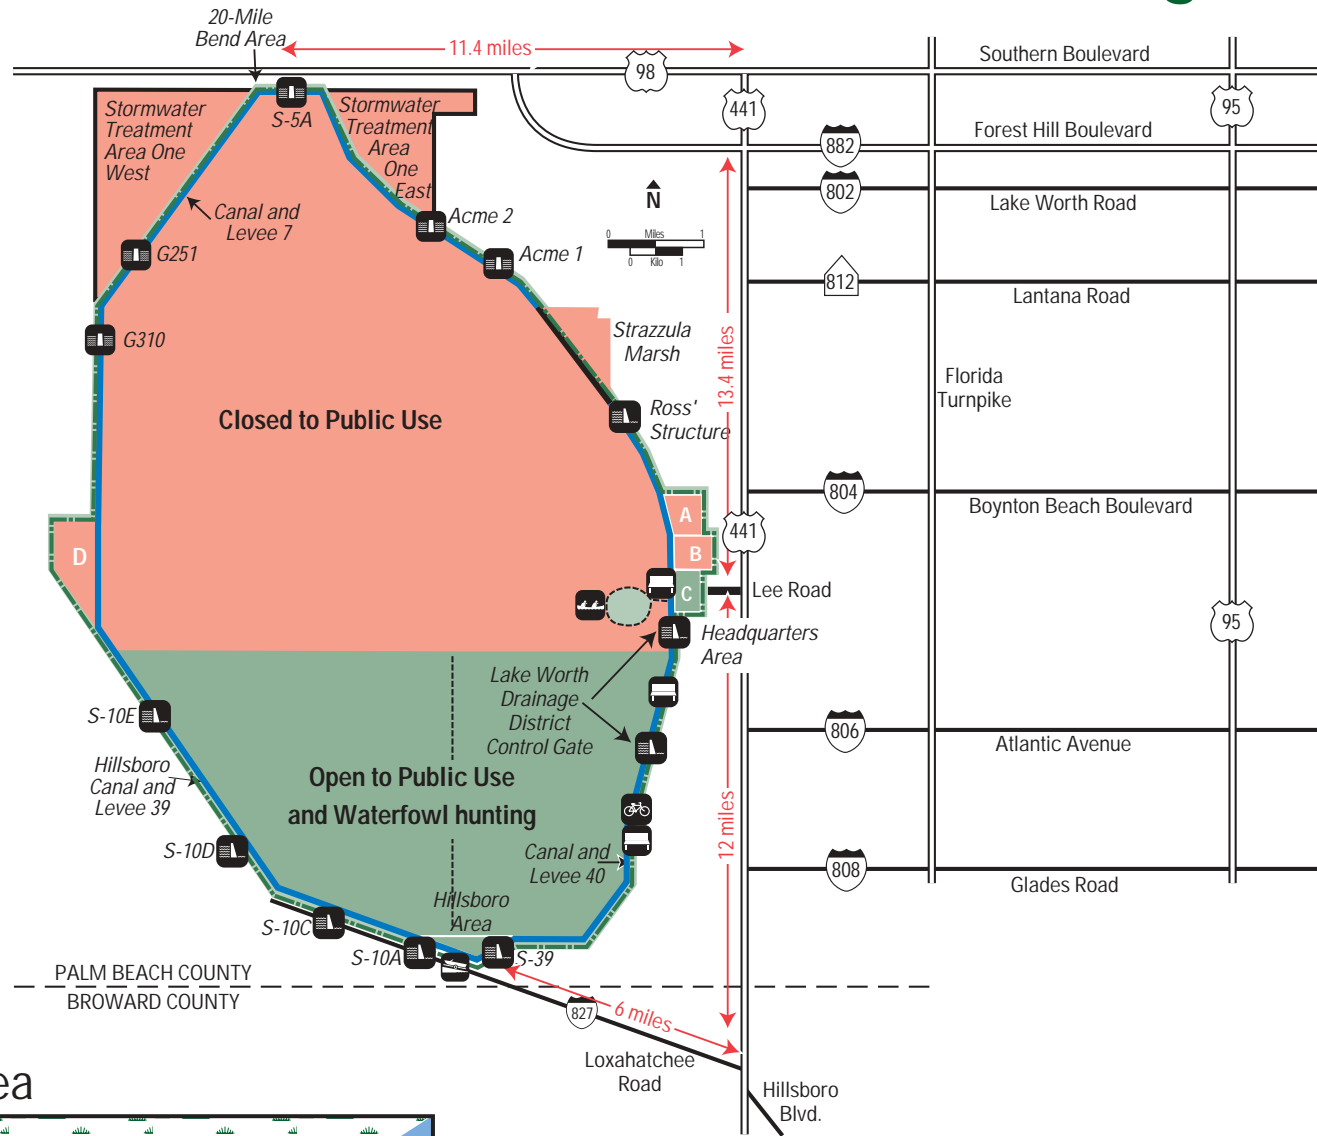 20-Mile
Bend Area
11.4 miles
98
Southern Boulevard
441
95
Stormwater
Treatment
Area One
West
S-5A
Stormwater
Treatment
Area
One
East
Forest Hill Boulevard
882
802
Lake Worth Road
N
Canal and
Levee 7
Acme 2
0 Miles 1
0 Kilo 1
G251
Acme 1
812
Lantana Road
G310
Strazzula
Marsh
13.4 miles
Florida
Turnpike
Closed to Public Use
Ross'
Structure
804
Boynton Beach Boulevard
A
441
D
B
C
Lee Road
95
Headquarters
Area
Lake Worth
Drainage
District
Control Gate
S-10E
806
Atlantic Avenue
Hillsboro
Canal and
Levee 39
Open to Public Use
and Waterfowl hunting
12 miles
S-10D
Canal and
Levee 40
808
Glades Road
Hillsboro
Area
S-10C
S-10A
S-39
PALM BEACH COUNTY
BROWARD COUNTY
827
6 miles
Loxahatchee
Road
Hillsboro
Blvd.
ea